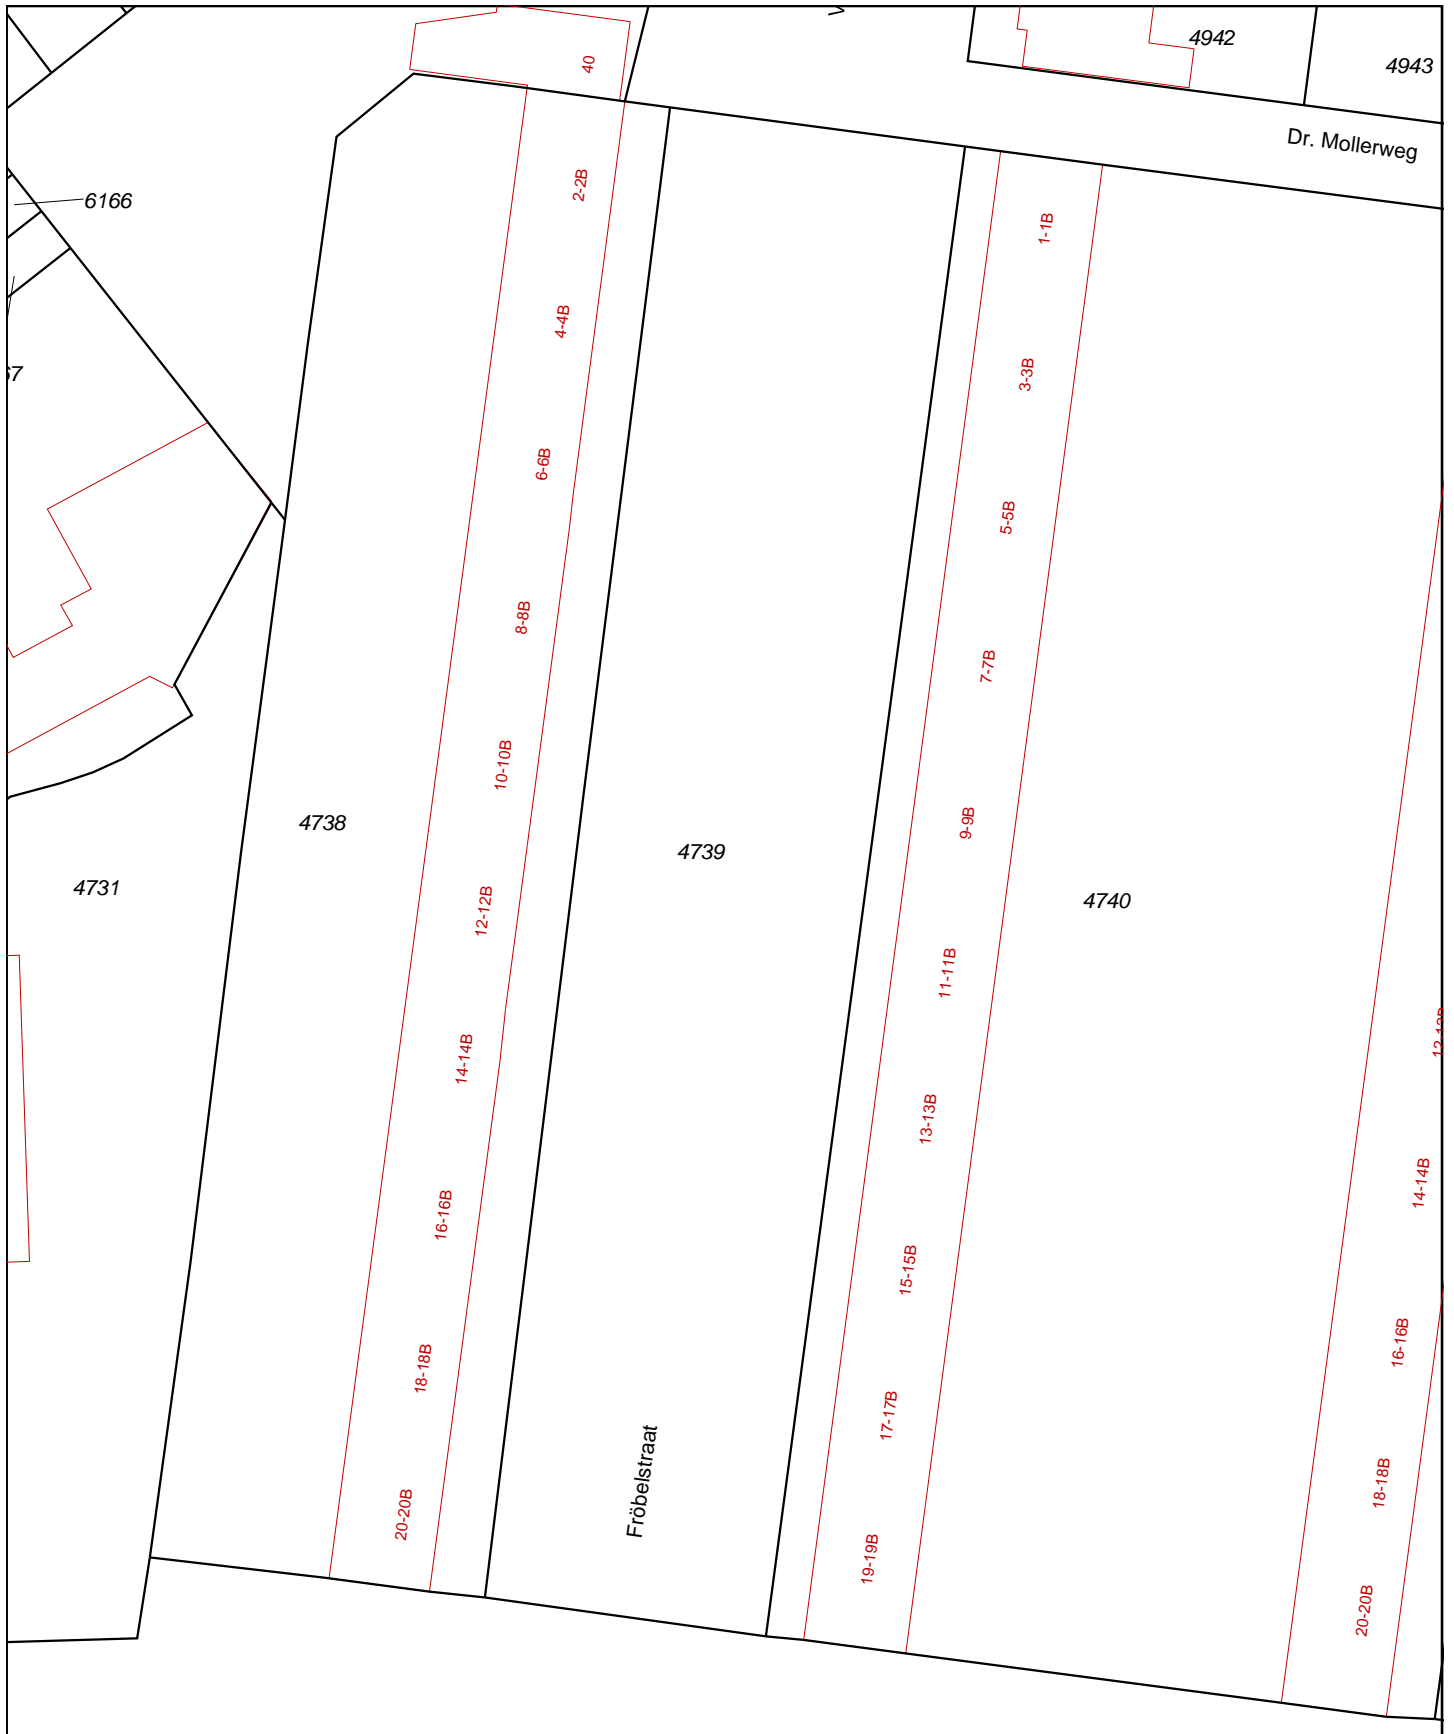 40
4942
4943
Dr. Mollerweg
6166
2-2B
1-1B
4-4B
3-3B
6-6B
5-5B
8-8B
7-7B
10-10B
9-9B
4738
4739
4731
4740
12-12B
11-11B
14-14B
13-13B
14-14B
16-16B
15-15B
16-16B
18-18B
17-17B
Fröbelstraat
18-18B
20-20B
19-19B
20-20B